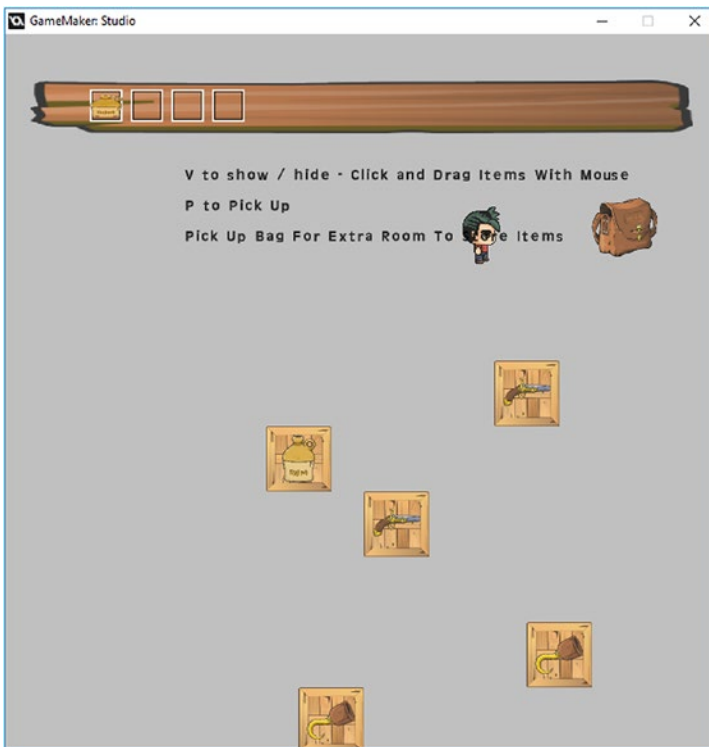 GameMaker: Studio
V to show / hide - Click and Drag Items With Mouse
P to Pick Up
Pick Up Bag For Extra Room To e Items